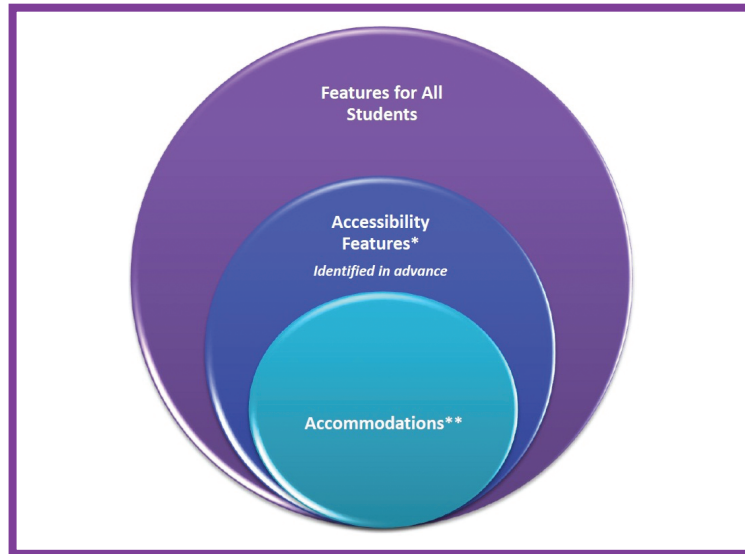 Features for All
Students
Accessibility
Features*
Identified in advance
Accommodations**